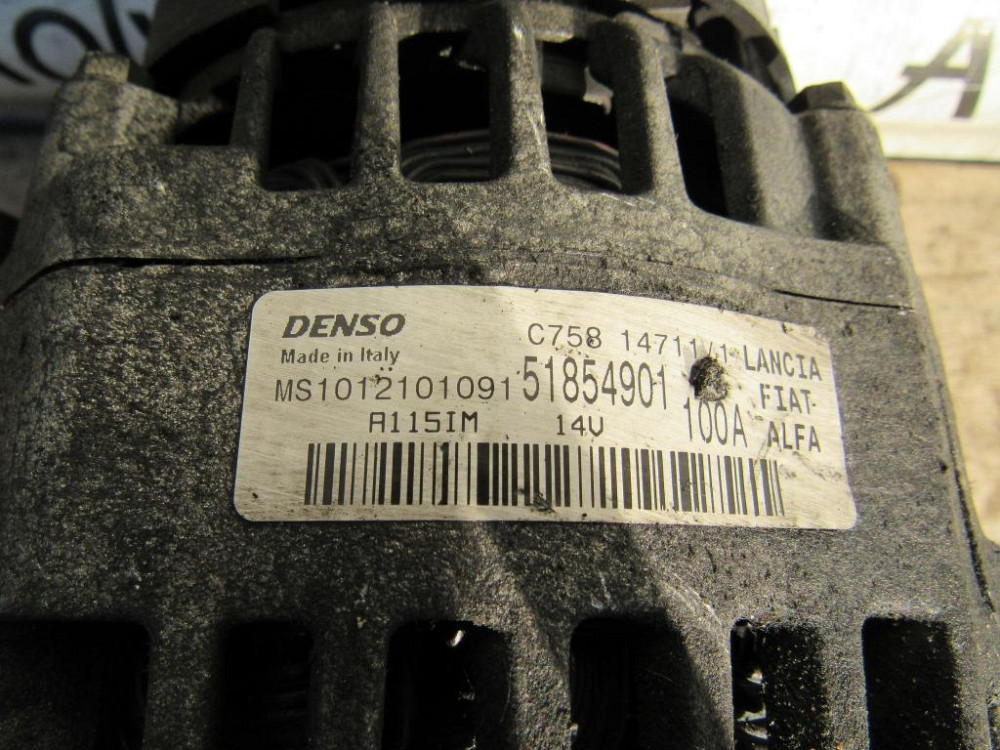 DENSO
Made in Italy
C758 14711/1 LANCIA
MS1012101091 51854901 FIAT
A115IM 14V 100A ALFA